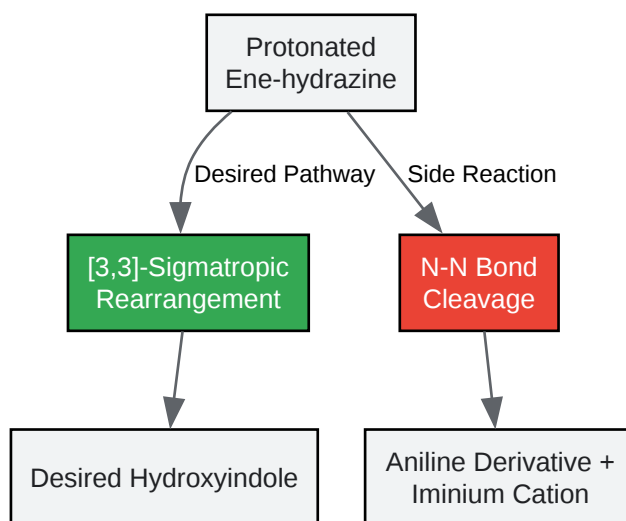 Protonated
Ene-hydrazine
Desired Pathway
Side Reaction
[3,3]-Sigmatropic
Rearrangement
N-N Bond
Cleavage
Desired Hydroxyindole
Aniline Derivative +
Iminium Cation